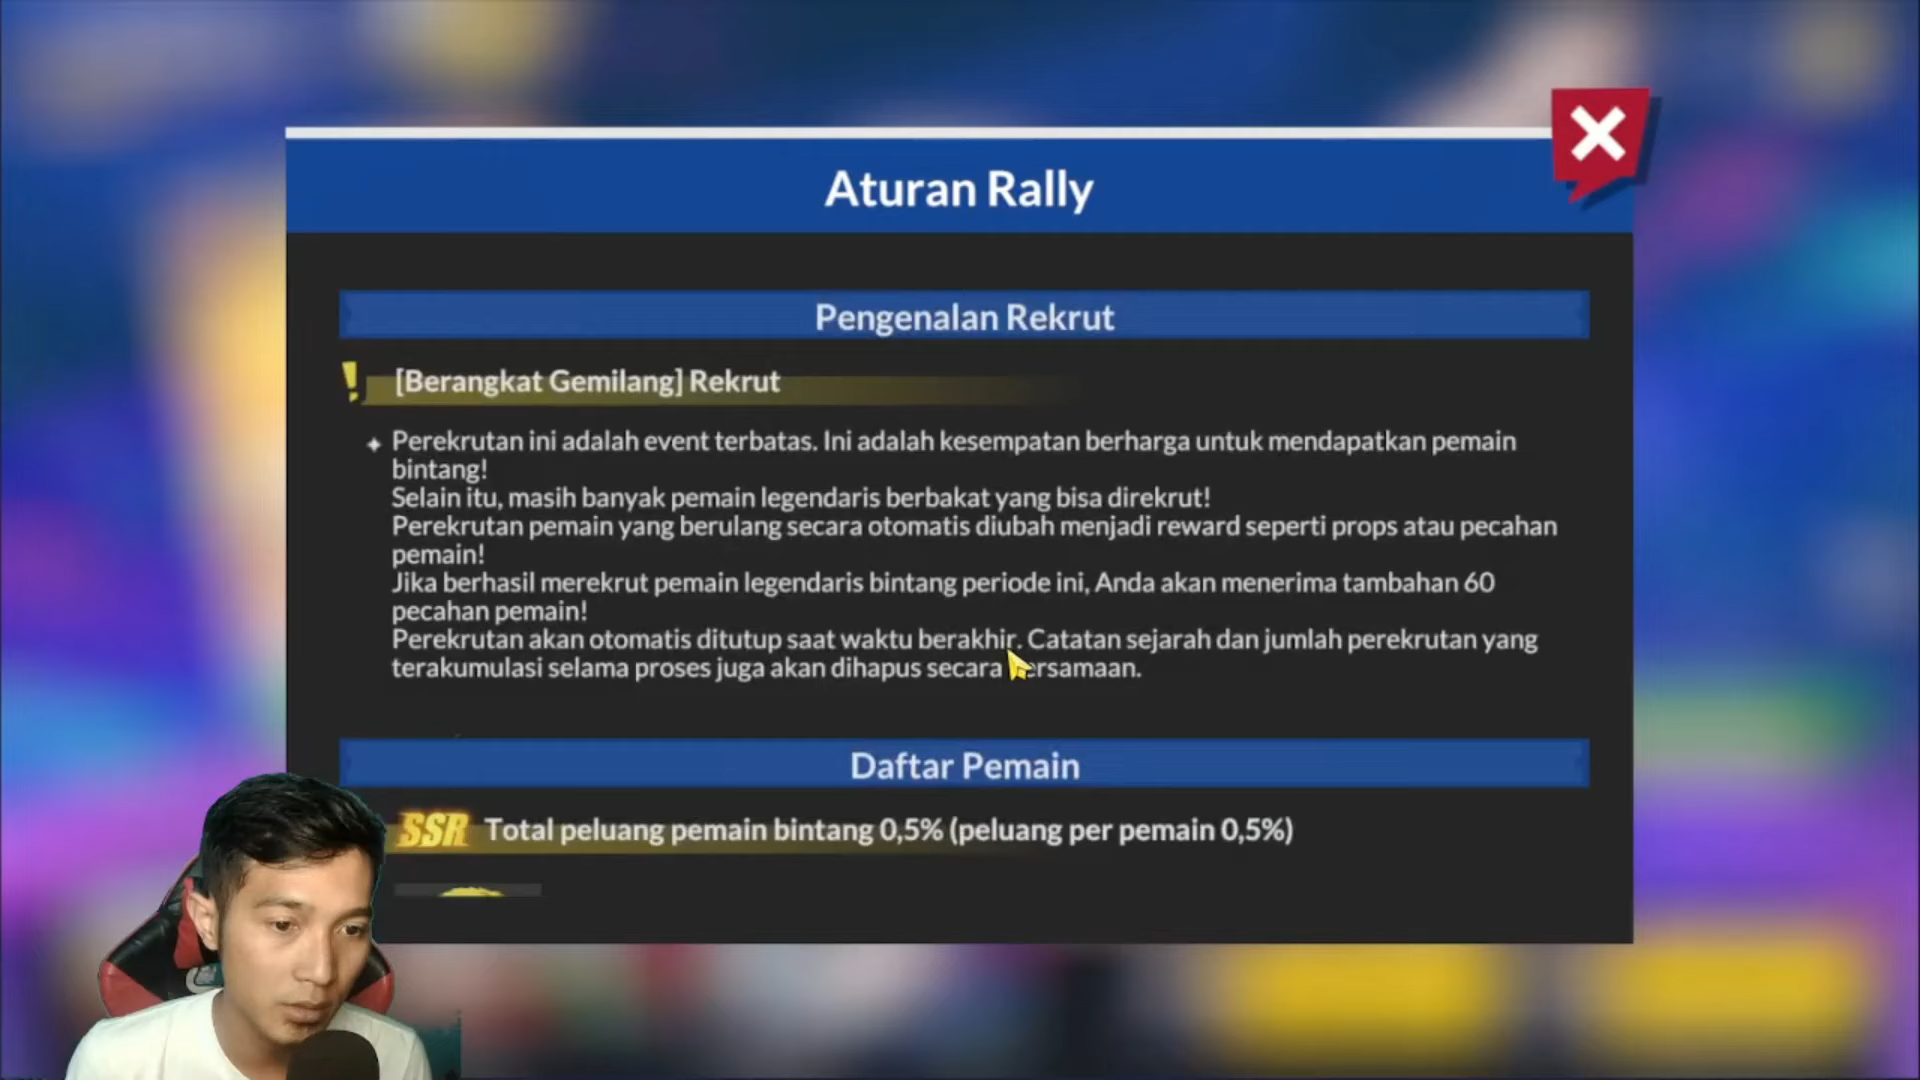 Aturan Rally
Pengenalan Rekrut
[Berangkat Gemilang] Rekrut
Perekrutan ini adalah event terbatas. Ini adalah kesempatan berharga untuk mendapatkan pemain
bintang!
Selain itu, masih banyak pemain legendaris berbakat yang bisa direkrut!
Perekrutan pemain yang berulang secara otomatis diubah menjadi reward seperti props atau pecahan
pemain!
Jika berhasil merekrut pemain legendaris bintang periode ini, Anda akan menerima tambahan 60
pecahan pemain!
Perekrutan akan otomatis ditutup saat waktu berakhir. Catatan sejarah dan jumlah perekrutan yang
terakumulasi selama proses juga akan dihapus secara bersamaan.
Daftar Pemain
SSR Total peluang pemain bintang 0,5% (peluang per pemain 0,5%)